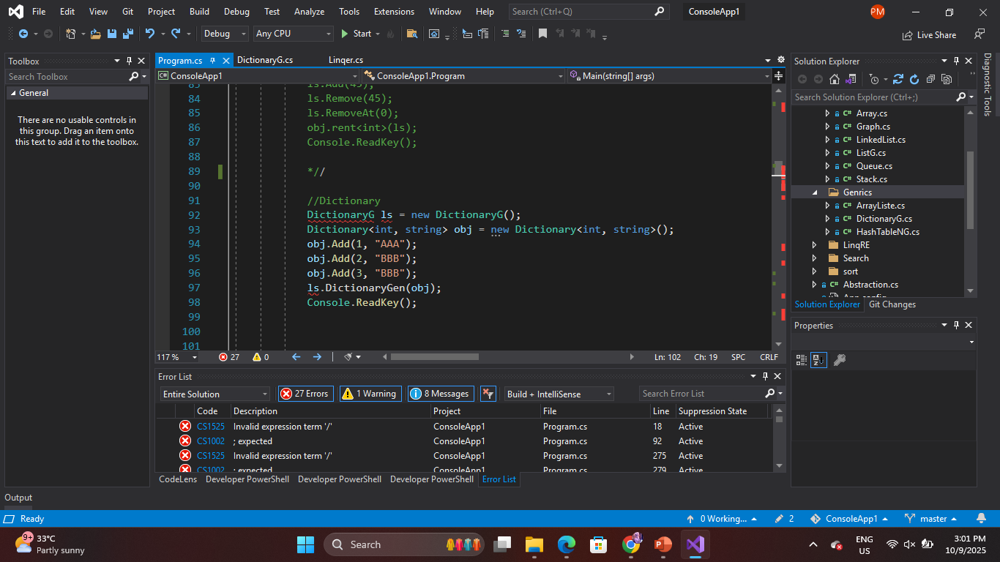 File Edit View Git Project Build Debug Test Analyze Tools Extensions Window Help Search (Ctrl+Q) ConsoleApp1 PM
Debug Any CPU Start Live Share
Toolbox
Search Toolbox
General
There are no usable controls in
this group. Drag an item onto
this text to add it to the toolbox.
Program.cs DictionaryG.cs Linqer.cs
ConsoleApp1 ConsoleApp1.Program Main(string[] args)
83 ls.Add(45);
84 ls.Remove(45);
85 ls.RemoveAt(0);
86 obj.rent<int>(ls);
87 Console.ReadKey();
88
89 *//
90
91 //Dictionary
92 DictionaryG ls = new DictionaryG();
93 Dictionary<int, string> obj = new Dictionary<int, string>();
94 obj.Add(1, "AAA");
95 obj.Add(2, "BBB");
96 obj.Add(3, "BBB");
97 ls.DictionaryGen(obj);
98 Console.ReadKey();
99
100
101
117 % 27 0 Ln: 102 Ch: 19 SPC CRLF
Error List
Entire Solution 27 Errors 1 Warning 8 Messages Build + IntelliSense Search Error List
Code Description Project File Line Suppression State
CS1525 Invalid expression term '/' ConsoleApp1 Program.cs 18 Active
CS1002 ; expected ConsoleApp1 Program.cs 92 Active
CS1525 Invalid expression term '/' ConsoleApp1 Program.cs 275 Active
CS1002 ; expected ConsoleApp1 Program.cs 279 Active
CodeLens Developer PowerShell Developer PowerShell Developer PowerShell Error List
Solution Explorer
Search Solution Explorer (Ctrl+;)
C# Array.cs
C# Graph.cs
C# LinkedList.cs
C# ListG.cs
C# Queue.cs
C# Stack.cs
Genrics
C# ArrayListe.cs
C# DictionaryG.cs
C# HashTableNG.cs
LinqRE
Search
sort
C# Abstraction.cs
App.config
Solution Explorer Git Changes
Properties
Diagnostic Tools
Output
Ready 0 Working... 2 ConsoleApp1 master
9+ 33°C
Partly sunny
Search
ENG
US
3:01 PM
10/9/2025